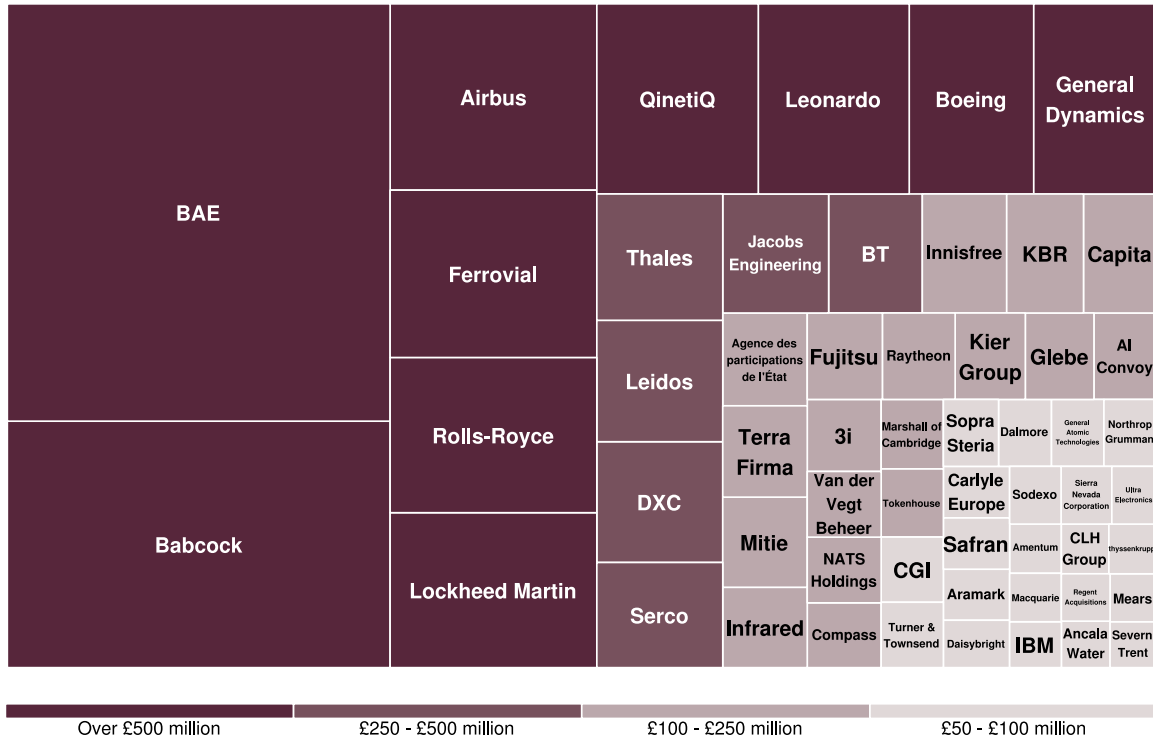 BAE
Babcock
Airbus
Ferrovial
Rolls-Royce
Lockheed Martin
QinetiQ
Leonardo
Boeing
General
Dynamics
Thales
Leidos
DXC
Serco
Jacobs
Engineering
BT
Innisfree
KBR
Capita
Agence des
participations
de l'État
Terra
Firma
Mitie
Infrared
Fujitsu
Raytheon
Kier
Group
Glebe
AI
Convoy
3i
Van der
Vegt
Beheer
NATS
Holdings
Compass
Marshall of
Cambridge
Tokenhouse
CGI
Turner &
Townsend
Sopra
Steria
Dalmore
General
Atomic
Technologies
Northrop
Grumman
Carlyle
Europe
Safran
Aramark
Daisybright
Sodexo
Amentum
Macquarie
IBM
Sierra
Nevada
Corporation
CLH
Group
Regent
Acquisitions
Ancala
Water
Ultra
Electronics
thyssenkrupp
Mears
Severn
Trent
Over £500 million
£250 - £500 million
£100 - £250 million
£50 - £100 million